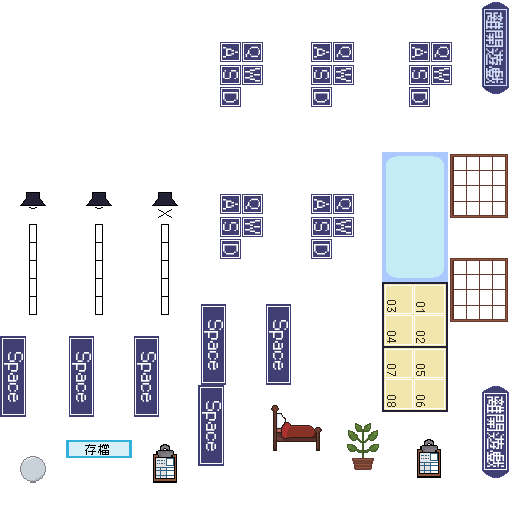 離開遊戲
Q W
A S D
Q W
A S D
Q W
A S D
Q W
A S D
Q W
A S D
01 02
03 04
05 06
07 08
Space
Space
Space
Space
Space
Space
離開遊戲
存檔